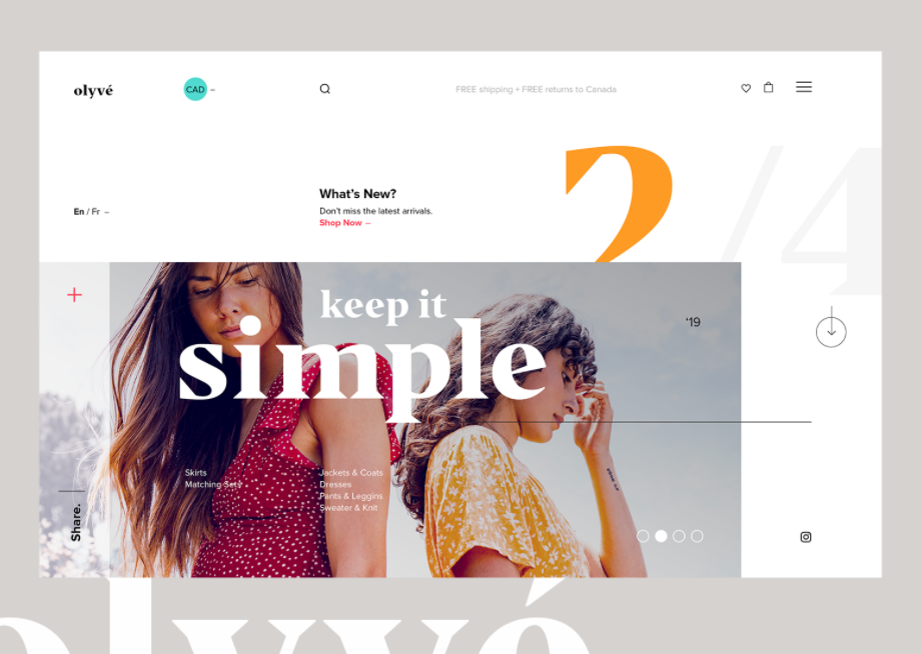 olyvé
CAD –
FREE shipping + FREE returns to Canada
2/4
What's New?
En / Fr –
Don't miss the latest arrivals.
Shop Now –
+
keep it
simple
'19
Skirts
Matching Sets
Jackets & Coats
Dresses
Pants & Leggins
Sweater & Knit
Share.
olyvé